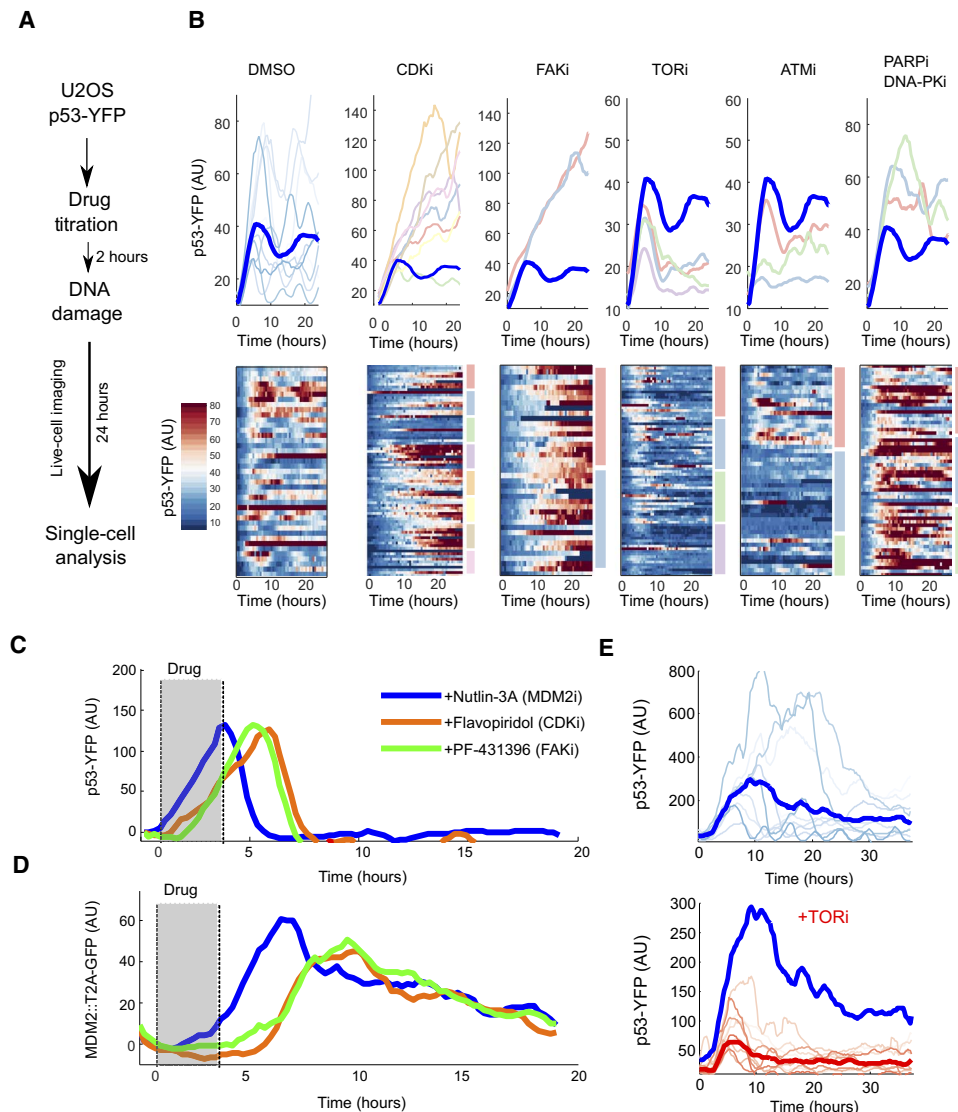 A
U2OS
p53-YFP
Drug
titration
2 hours
DNA
damage
Live-cell imaging
24 hours
Single-cell
analysis
B
DMSO
CDKi
FAKi
TORi
ATMi
PARPi
DNA-PKi
p53-YFP (AU)
80
60
40
20
0 10 20
Time (hours)
140
120
100
80
60
40
20
0 0 10 20
Time (hours)
140
120
100
80
60
40
20
0 10 20
Time (hours)
60
50
40
30
20
10
0 10 20
Time (hours)
60
50
40
30
20
10
0 10 20
Time (hours)
80
60
40
20
0 10 20
Time (hours)
p53-YFP (AU)
80
70
60
50
40
30
20
10
0 10 20
Time (hours)
0 10 20
Time (hours)
0 10 20
Time (hours)
0 10 20
Time (hours)
0 10 20
Time (hours)
0 10 20
Time (hours)
C
Drug
p53-YFP (AU)
200
150
100
50
0
0 5 10 15 20
Time (hours)
+Nutlin-3A (MDM2i)
+Flavopiridol (CDKi)
+PF-431396 (FAKi)
D
Drug
MDM2::T2A-GFP (AU)
60
40
20
0
0 5 10 15 20
Time (hours)
E
p53-YFP (AU)
800
600
400
200
0 10 20 30
Time (hours)
+TORi
p53-YFP (AU)
300
250
200
150
100
50
0 10 20 30
Time (hours)